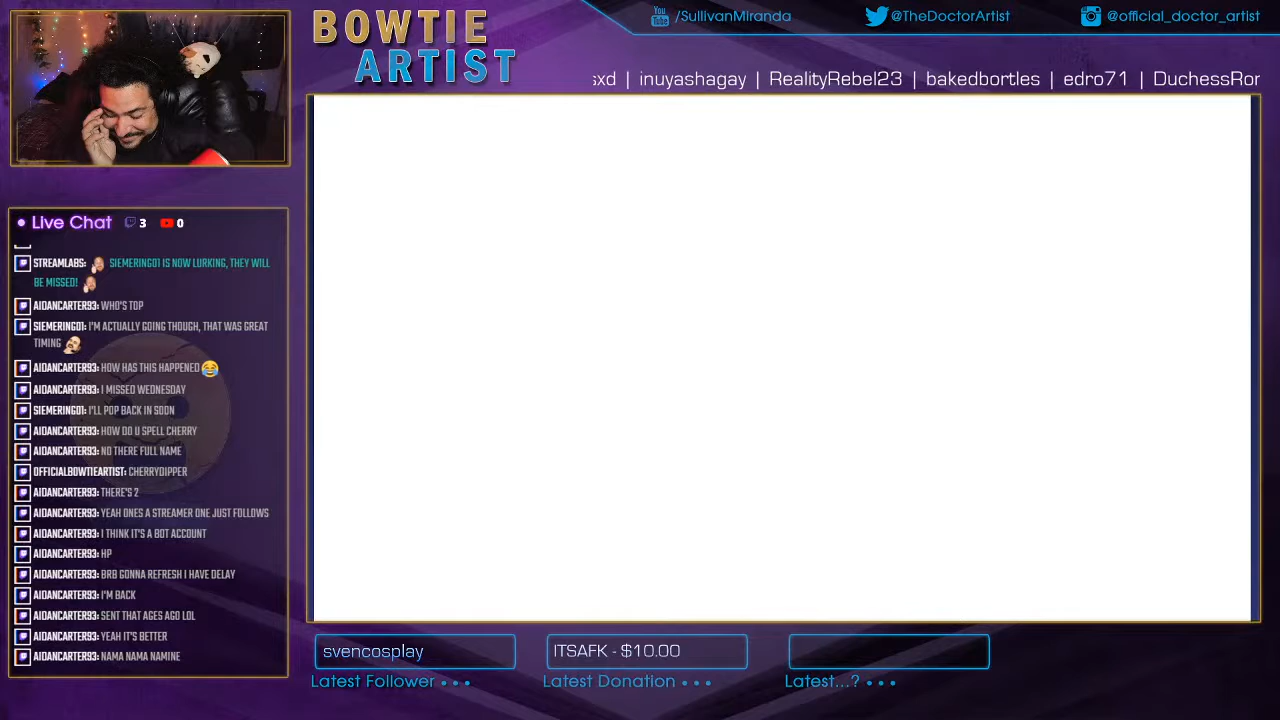 BOWTIE
ARTIST
You Tube /SullivanMiranda
@TheDoctorArtist
@official_doctor_artist
sxd | inuyashagay | RealityRebel23 | bakedbortles | edro71 | DuchessRor
Live Chat 3 0
STREAMLABS: SIEMERING01 IS NOW LURKING, THEY WILL
BE MISSED!
AIDANCARTER93: WHO'S TOP
SIEMERING01: I'M ACTUALLY GOING THOUGH, THAT WAS GREAT
TIMING
AIDANCARTER93: HOW HAS THIS HAPPENED 😂
AIDANCARTER93: I MISSED WEDNESDAY
SIEMERING01: I'LL POP BACK IN SOON
AIDANCARTER93: HOW DO U SPELL CHERRY
AIDANCARTER93: NO THERE FULL NAME
OFFICIALBOWTIEARTIST: CHERRYDIPPER
AIDANCARTER93: THERE'S 2
AIDANCARTER93: YEAH ONES A STREAMER ONE JUST FOLLOWS
AIDANCARTER93: I THINK IT'S A BOT ACCOUNT
AIDANCARTER93: HP
AIDANCARTER93: BRB GONNA REFRESH I HAVE DELAY
AIDANCARTER93: I'M BACK
AIDANCARTER93: SENT THAT AGES AGO LOL
AIDANCARTER93: YEAH IT'S BETTER
AIDANCARTER93: NAMA NAMA NAMINE
svencosplay
Latest Follower
ITSAFK - $10.00
Latest Donation
Latest...?